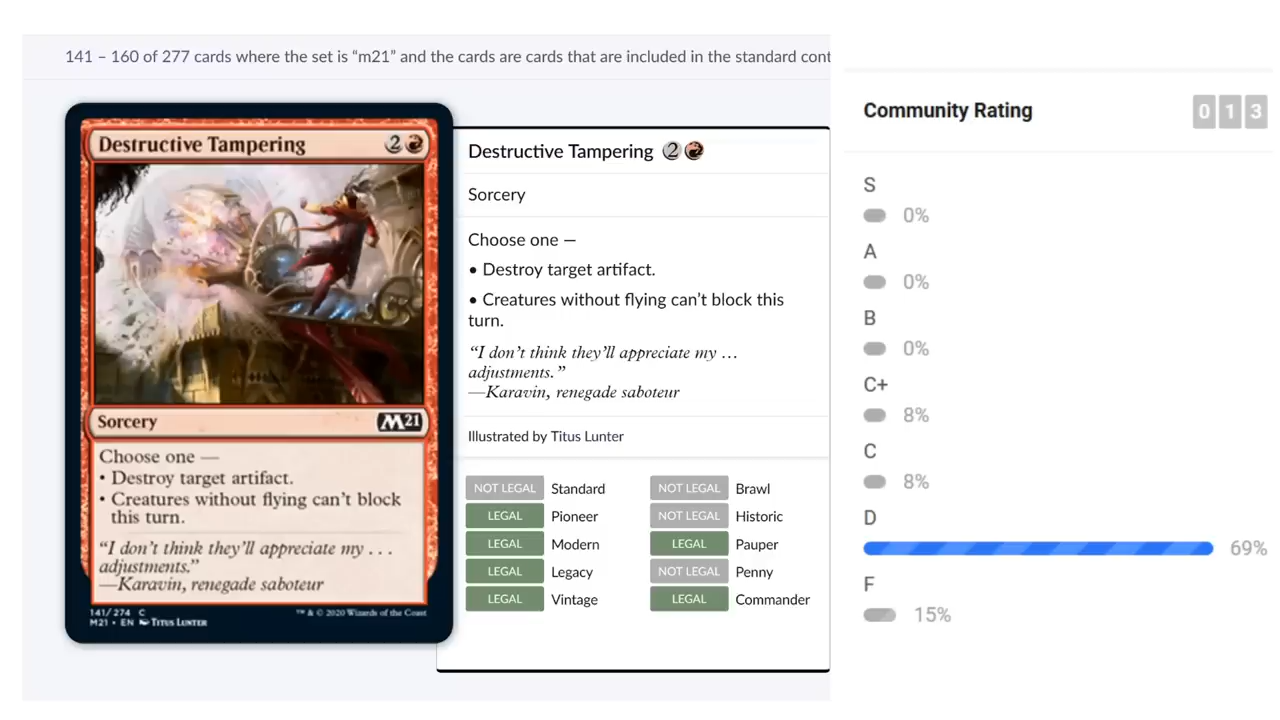 141 – 160 of 277 cards where the set is “m21” and the cards are cards that are included in the standard cont
Destructive Tampering 2
Sorcery
M21
Choose one —
• Destroy target artifact.
• Creatures without flying can’t block
this turn.
“I don’t think they’ll appreciate my . . .
adjustments.”
—Karavin, renegade saboteur
141/274 C
M21 • EN TITUS LUNTER
™ & © 2020 Wizards of the Coast
Destructive Tampering 2
Sorcery
Choose one —
• Destroy target artifact.
• Creatures without flying can’t block this
turn.
“I don’t think they’ll appreciate my …
adjustments.”
—Karavin, renegade saboteur
Illustrated by Titus Lunter
NOT LEGAL Standard NOT LEGAL Brawl
LEGAL Pioneer NOT LEGAL Historic
LEGAL Modern LEGAL Pauper
LEGAL Legacy NOT LEGAL Penny
LEGAL Vintage LEGAL Commander
Community Rating 0 1 3
S
0%
A
0%
B
0%
C+
8%
C
8%
D
69%
F
15%